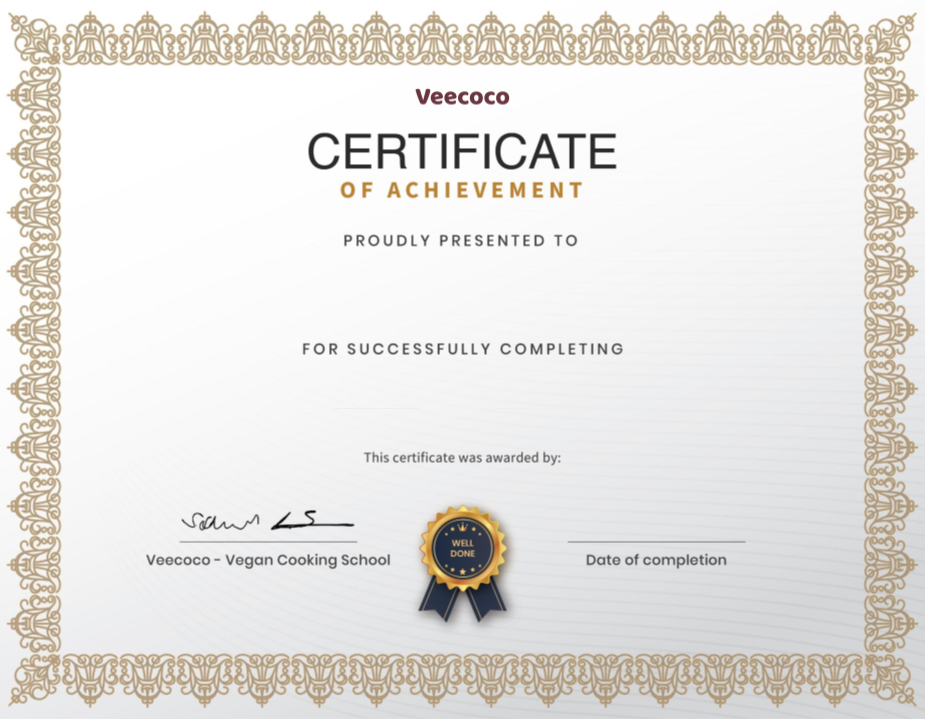 Veecoco
CERTIFICATE
OF ACHIEVEMENT
PROUDLY PRESENTED TO
FOR SUCCESSFULLY COMPLETING
This certificate was awarded by:
Veecoco - Vegan Cooking School
WELL
DONE
Date of completion